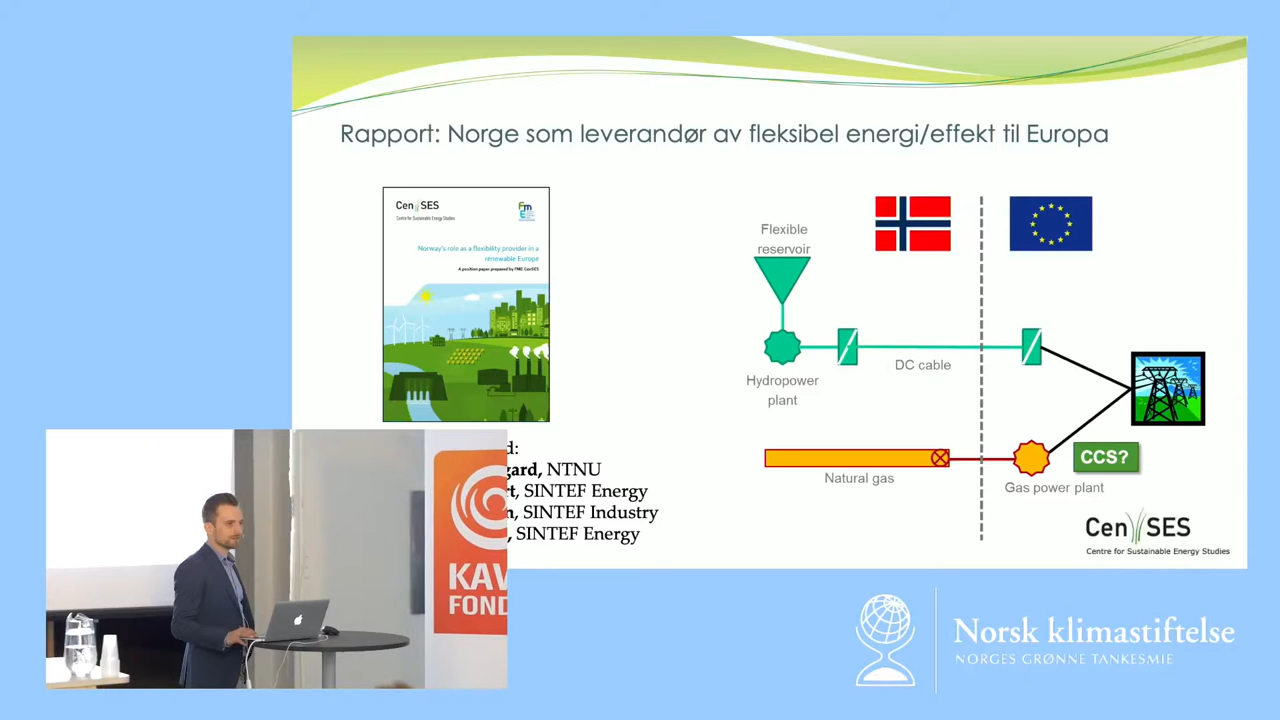 Rapport: Norge som leverandør av fleksibel energi/effekt til Europa
CenSES
Centre for Sustainable Energy Studies
FmE
Norway's role as a flexibility provider in a
renewable Europe
A position paper prepared by FME CenSES
Flexible
reservoir
DC cable
Hydropower
plant
Natural gas
CCS?
Gas power plant
CenSES
Centre for Sustainable Energy Studies
d:
gard, NTNU
t, SINTEF Energy
n, SINTEF Industry
, SINTEF Energy
KAV
FOND
Norsk klimastiftelse
NORGES GRØNNE TANKESMIE